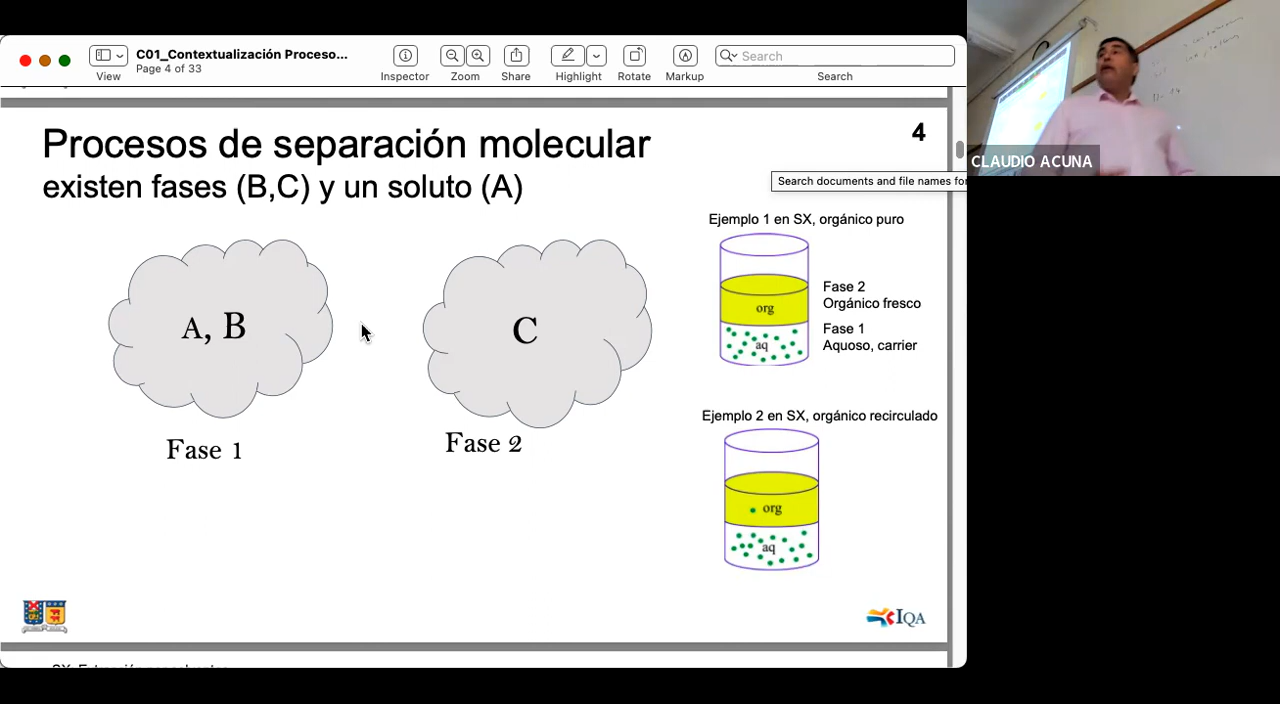 C01_Contextualización Proceso...
Page 4 of 33
View
Inspector
Zoom
Share
Highlight
Rotate
Markup
Search
Search
CLAUDIO ACUNA
Search documents and file names for
4
Procesos de separación molecular
existen fases (B,C) y un soluto (A)
A, B
Fase 1
C
Fase 2
Ejemplo 1 en SX, orgánico puro
org
aq
Fase 2
Orgánico fresco
Fase 1
Aquoso, carrier
Ejemplo 2 en SX, orgánico recirculado
org
aq
IQA